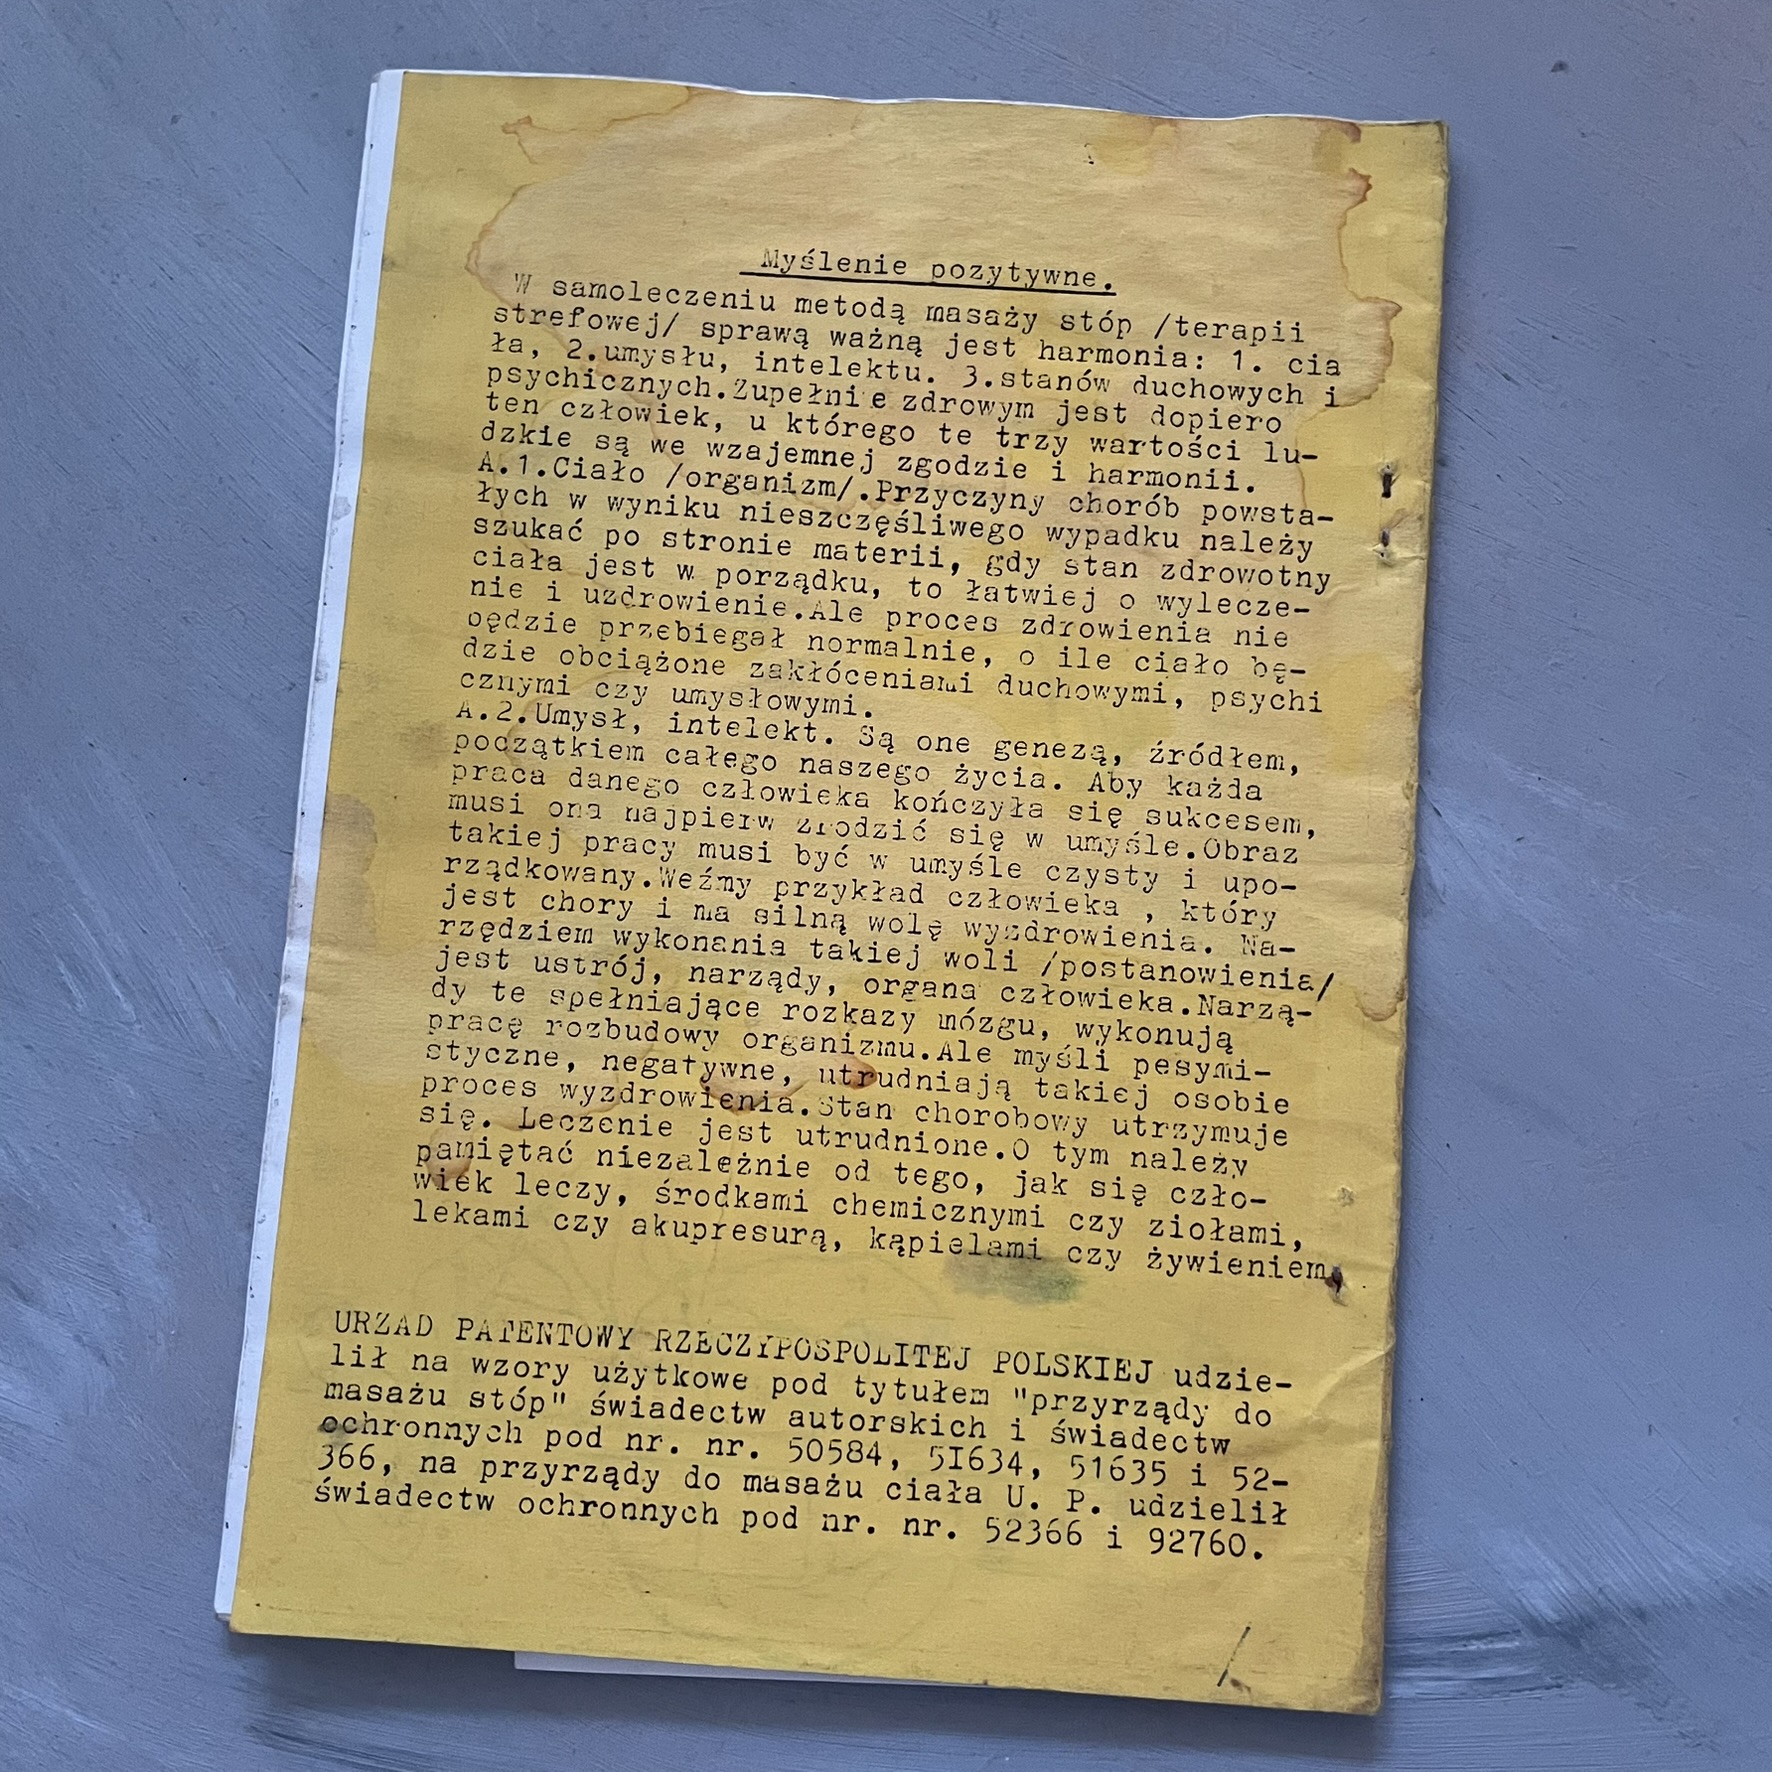 Myślenie pozytywne.
W samoleczeniu metodą masaży stóp /terapii
strefowej/ sprawą ważną jest harmonia: 1. cia
ła, 2.umysłu, intelektu. 3.stanów duchowych i
psychicznych.Zupełnie zdrowym jest dopiero
ten człowiek, u którego te trzy wartości lu-
dzkie są we wzajemnej zgodzie i harmonii.
A.1.Ciało /organizm/.Przyczyny chorób powsta-
łych w wyniku nieszczęśliwego wypadku należy
szukać po stronie materii, gdy stan zdrowotny
ciała jest w porządku, to łatwiej o wylecze-
nie i uzdrowienie.Ale proces zdrowienia nie
będzie przebiegał normalnie, o ile ciało bę-
dzie obciążone zakłóceniami duchowymi, psychi
cznymi czy umysłowymi.
A.2.Umysł, intelekt. Są one genezą, źródłem,
początkiem całego naszego życia. Aby każda
praca danego człowieka kończyła się sukcesem,
musi ona najpierw zrodzić się w umyśle.Obraz
takiej pracy musi być w umyśle czysty i upo-
rządkowany.Weźmy przykład człowieka , który
jest chory i ma silną wolę wyzdrowienia. Na-
rzędziem wykonania takiej woli /postanowienia/
jest ustrój, narządy, organa człowieka.Narzą-
dy te spełniające rozkazy mózgu, wykonują
pracę rozbudowy organizmu.Ale myśli pesymi-
styczne, negatywne, utrudniają takiej osobie
proces wyzdrowienia.Stan chorobowy utrzymuje
się. Leczenie jest utrudnione.O tym należy
pamiętać niezależnie od tego, jak się czło-
wiek leczy, środkami chemicznymi czy ziołami,
lekami czy akupresurą, kąpielami czy żywieniem.
URZAD PATENTOWY RZECZYPOSPOLITEJ POLSKIEJ udzie-
lił na wzory użytkowe pod tytułem "przyrządy do
masażu stóp" świadectw autorskich i świadectw
ochronnych pod nr. nr. 50584, 5I634, 51635 i 52-
366, na przyrządy do masażu ciała U. P. udzielił
świadectw ochronnych pod nr. nr. 52366 i 92760.